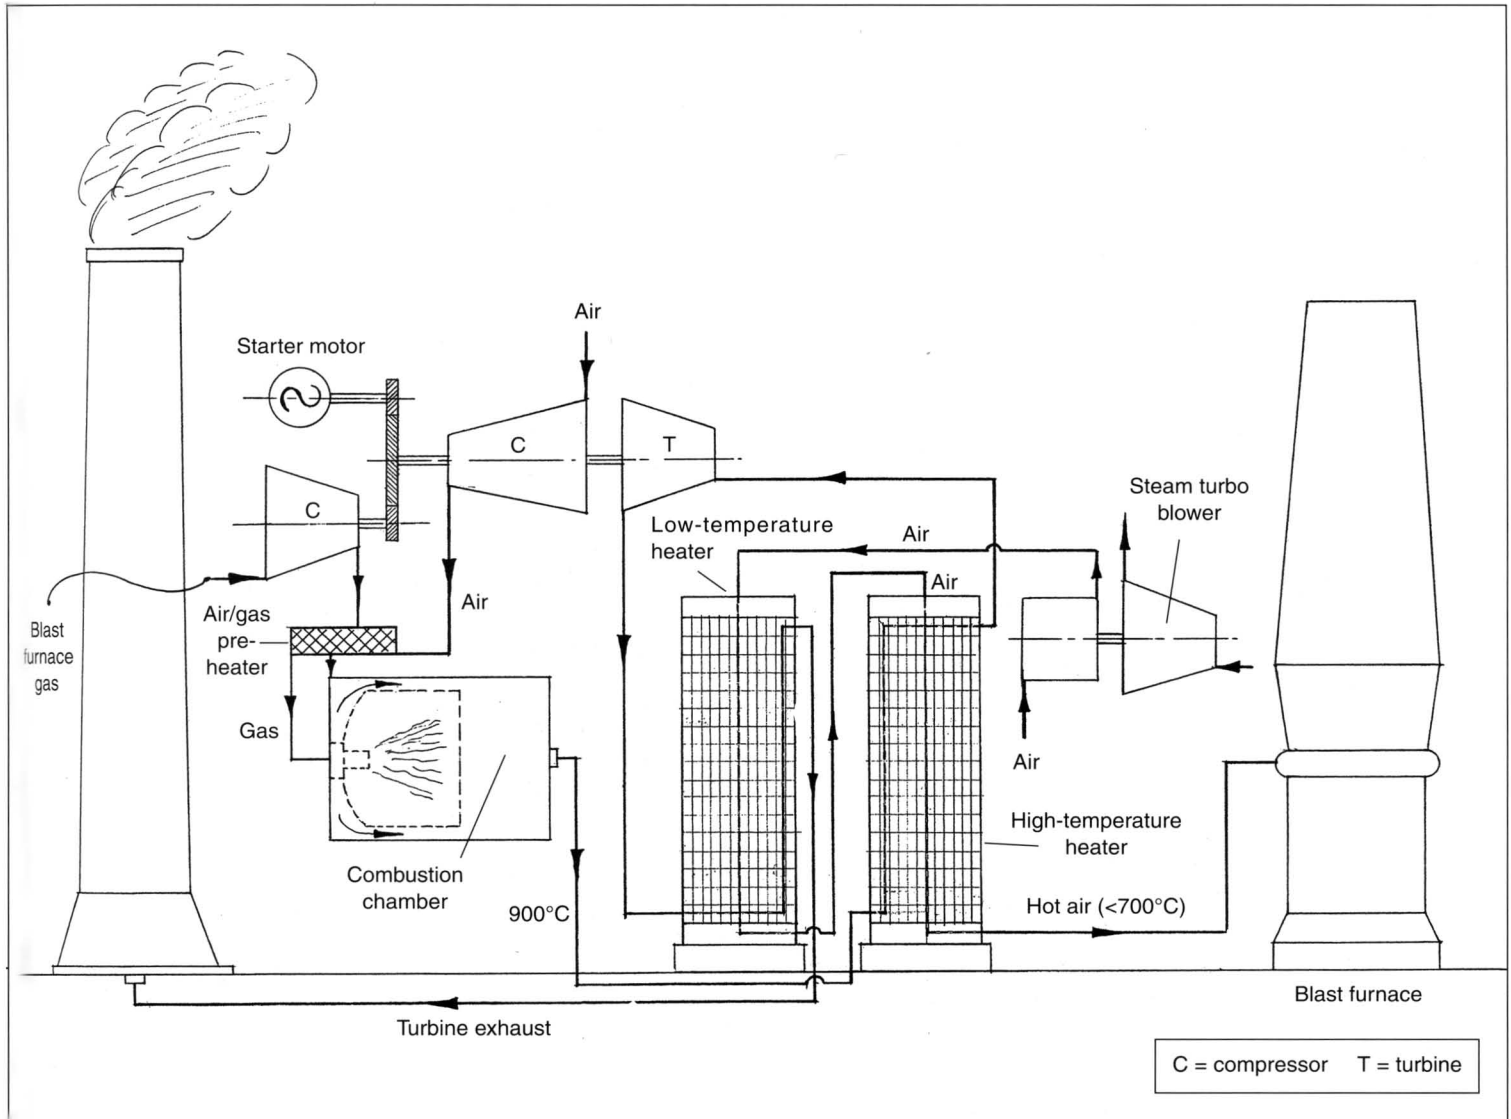 Air
Starter motor
C
T
C
Steam turbo
blower
Low-temperature
heater
Air
Air
Air
Air/gas
pre-
heater
Blast
furnace
gas
Gas
Air
High-temperature
heater
Combustion
chamber
900°C
Hot air (<700°C)
Blast furnace
Turbine exhaust
C = compressor T = turbine